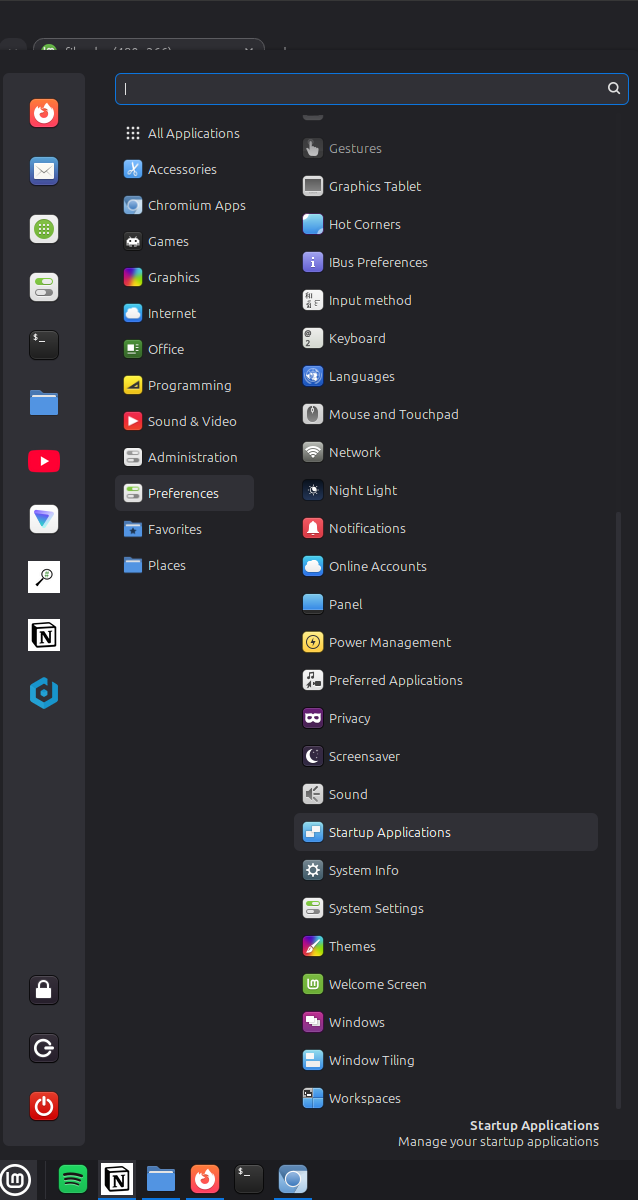 All Applications
Accessories
Chromium Apps
Games
Graphics
Internet
Office
Programming
Sound & Video
Administration
Preferences
Favorites
Places
Gestures
Graphics Tablet
Hot Corners
IBus Preferences
Input method
Keyboard
Languages
Mouse and Touchpad
Network
Night Light
Notifications
Online Accounts
Panel
Power Management
Preferred Applications
Privacy
Screensaver
Sound
Startup Applications
System Info
System Settings
Themes
Welcome Screen
Windows
Window Tiling
Workspaces
Startup Applications
Manage your startup applications